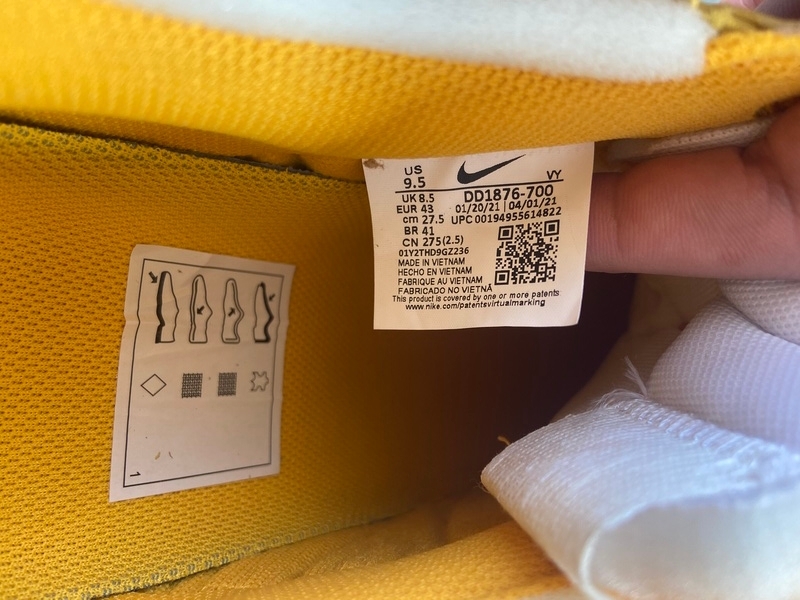 US
9.5
VY
UK 8.5
DD1876-700
EUR 43
01/20/21 | 04/01/21
cm 27.5
UPC 00194955614822
BR 41
CN 275(2.5)
01Y2THD9GZ236
MADE IN VIETNAM
HECHO EN VIETNAM
FABRIQUE AU VIETNAM
FABRICADO NO VIETNÃ
This product is covered by one or more patents
www.nike.com/patentsvirtualmarking
1